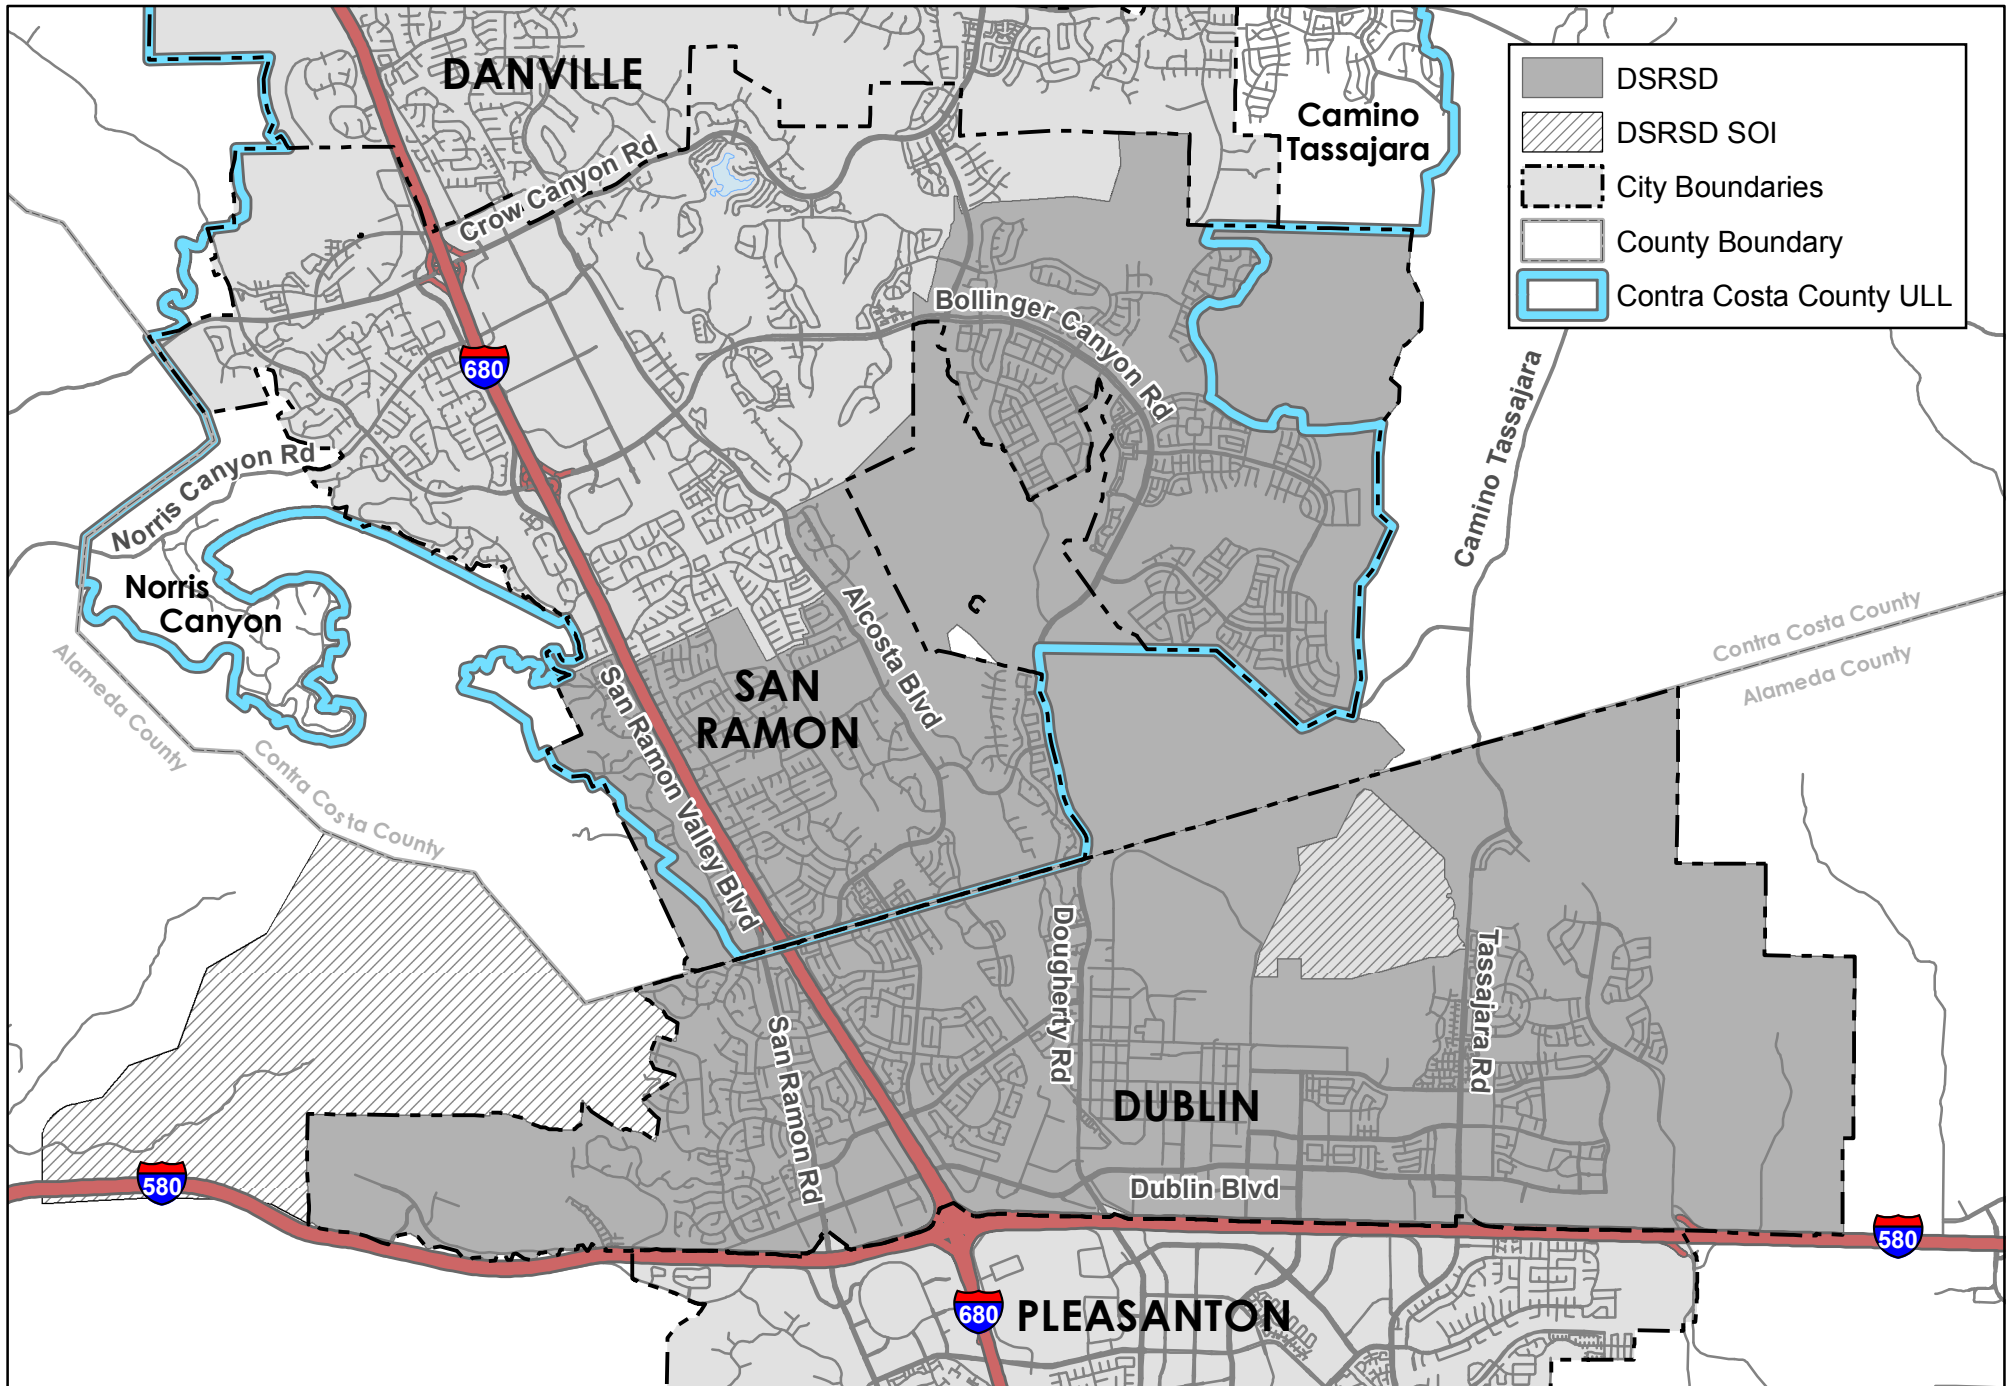 DANVILLE
Camino
Tassajara
DSRSD
DSRSD SOI
City Boundaries
County Boundary
Contra Costa County ULL
Crow Canyon Rd
Bollinger Canyon Rd
680
Camino Tassajara
Norris Canyon Rd
Norris
Canyon
Alcosta Blvd
Contra Costa County
Alameda County
Alameda County
Contra Costa County
SAN
RAMON
San Ramon Valley Blvd
Dougherty Rd
Tassajara Rd
San Ramon Rd
DUBLIN
Dublin Blvd
580
580
680
PLEASANTON